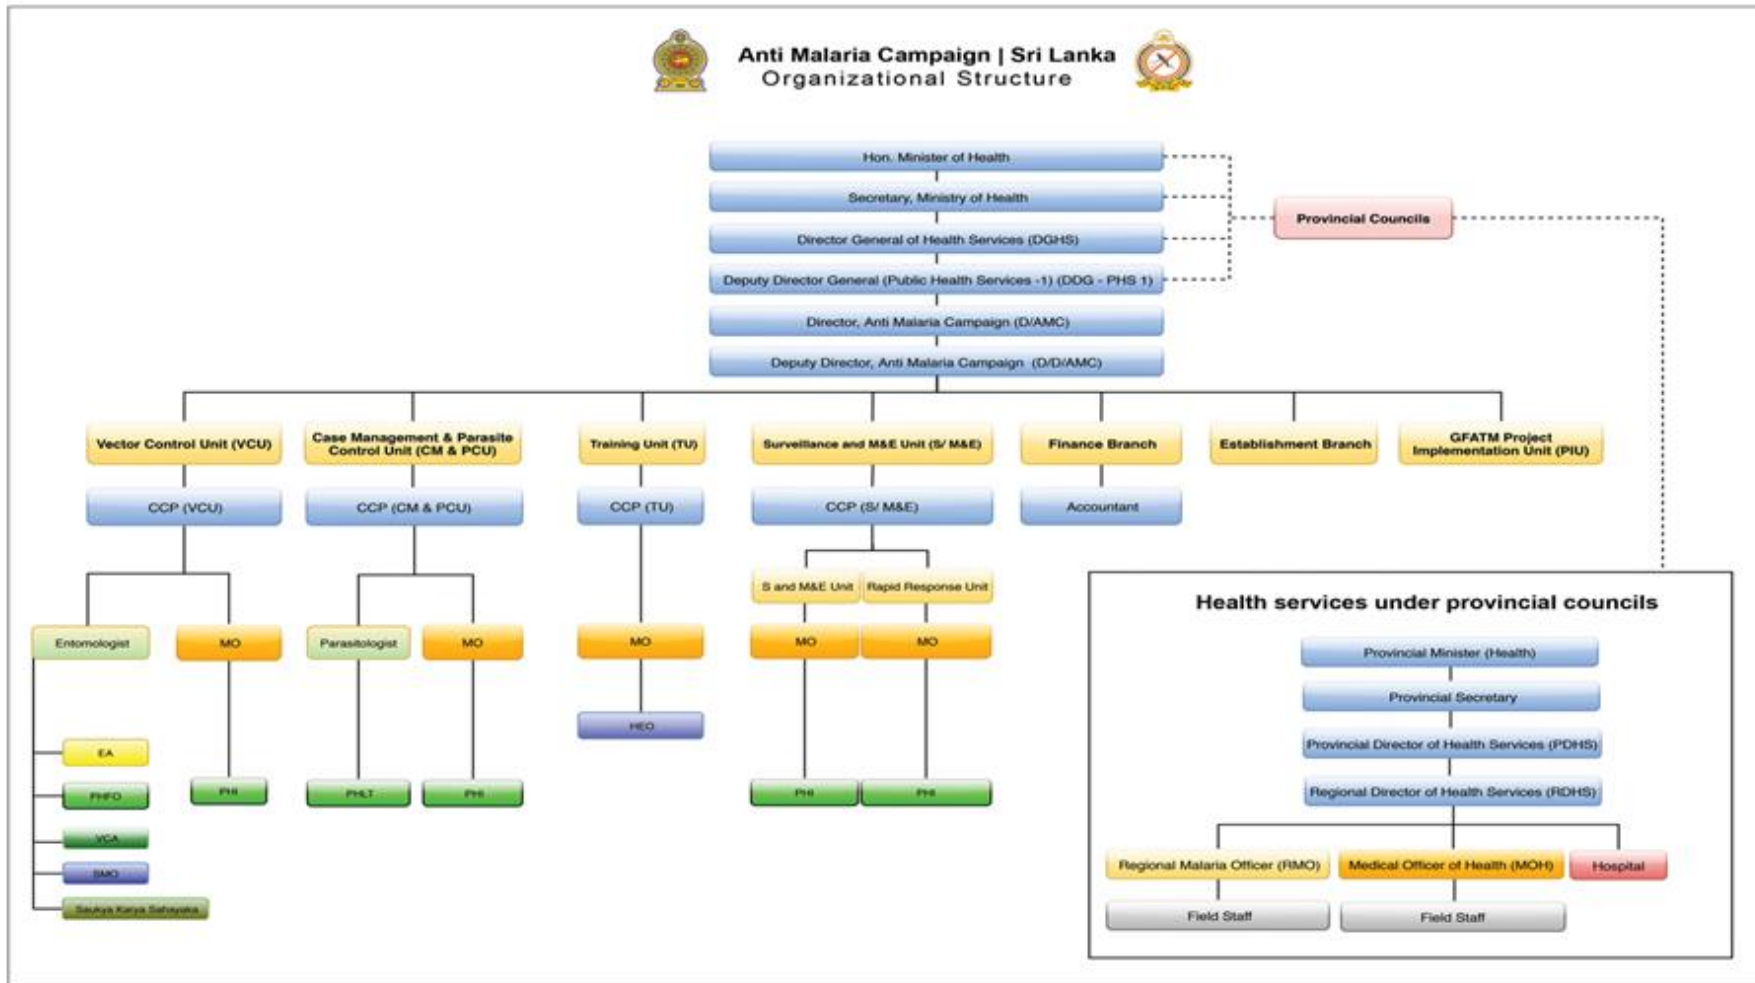 Anti Malaria Campaign | Sri Lanka
Organizational Structure
Hon. Minister of Health
Secretary, Ministry of Health
Director General of Health Services (DGHS)
Deputy Director General (Public Health Services -1) (DDG - PHS 1)
Director, Anti Malaria Campaign (D/AMC)
Deputy Director, Anti Malaria Campaign (D/D/AMC)
Provincial Councils
Vector Control Unit (VCU)
Case Management & Parasite
Control Unit (CM & PCU)
Training Unit (TU)
Surveillance and M&E Unit (S/ M&E)
Finance Branch
Establishment Branch
GFATM Project
Implementation Unit (PIU)
CCP (VCU)
CCP (CM & PCU)
CCP (TU)
CCP (S/ M&E)
Accountant
S and M&E Unit
Rapid Response Unit
Entomologist
MO
Parasitologist
MO
MO
MO
MO
HEO
EA
PHFO
VCA
SMO
Saukya Karya Sahayaka
PHI
PHLT
PHI
PHI
PHI
Health services under provincial councils
Provincial Minister (Health)
Provincial Secretary
Provincial Director of Health Services (PDHS)
Regional Director of Health Services (RDHS)
Regional Malaria Officer (RMO)
Medical Officer of Health (MOH)
Hospital
Field Staff
Field Staff